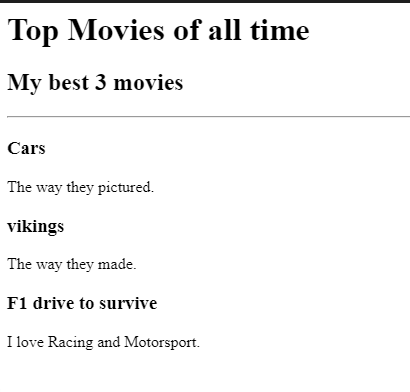 Top Movies of all time
My best 3 movies
Cars
The way they pictured.
vikings
The way they made.
F1 drive to survive
I love Racing and Motorsport.